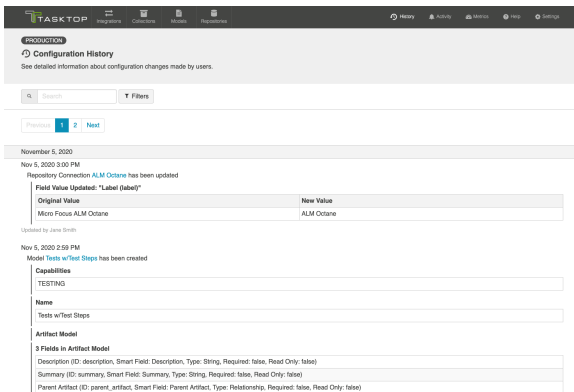 TASKTOP
Integrations
Collections
Models
Repositories
History
Activity
Metrics
Help
Settings
PRODUCTION
Configuration History
See detailed information about configuration changes made by users.
Search
Filters
Previous 1 2 Next
November 5, 2020
Nov 5, 2020 3:00 PM
Repository Connection ALM Octane has been updated
Field Value Updated: "Label (label)"
Original Value New Value
Micro Focus ALM Octane ALM Octane
Updated by Jane Smith
Nov 5, 2020 2:59 PM
Model Tests w/Test Steps has been created
Capabilities
TESTING
Name
Tests w/Test Steps
Artifact Model
3 Fields in Artifact Model
Description (ID: description, Smart Field: Description, Type: String, Required: false, Read Only: false)
Summary (ID: summary, Smart Field: Summary, Type: String, Required: false, Read Only: false)
Parent Artifact (ID: parent_artifact, Smart Field: Parent Artifact, Type: Relationship, Required: false, Read Only: false)